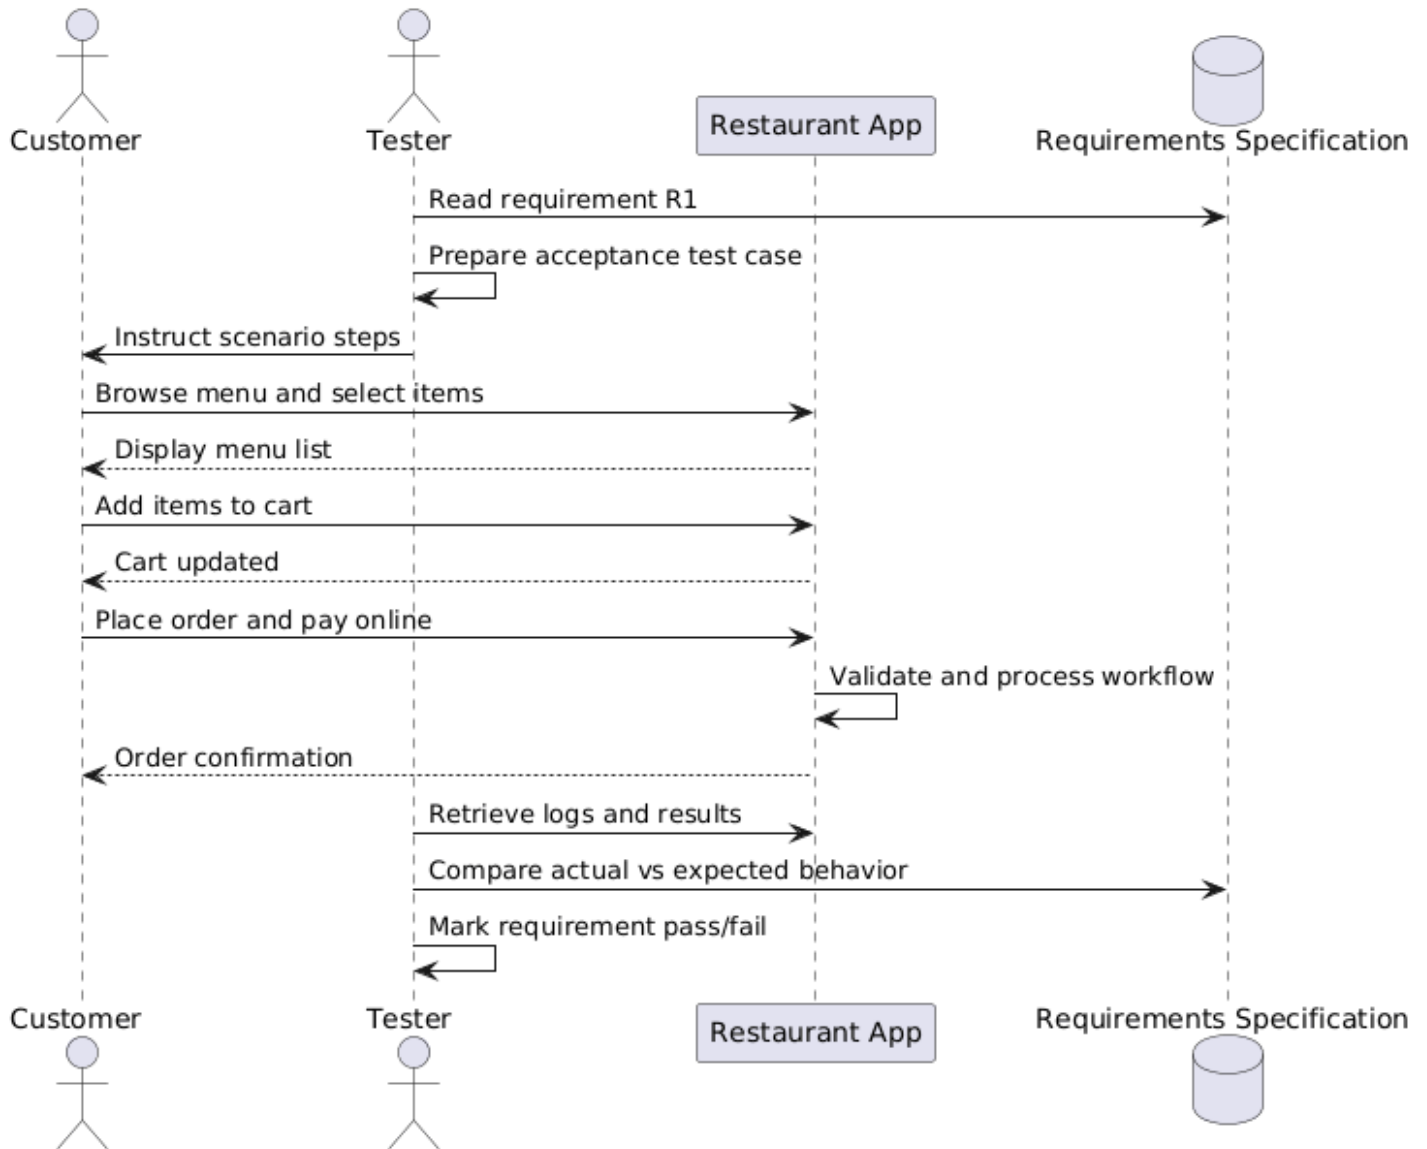 Customer
Tester
Restaurant App
Requirements Specification
Read requirement R1
Prepare acceptance test case
Instruct scenario steps
Browse menu and select items
Display menu list
Add items to cart
Cart updated
Place order and pay online
Validate and process workflow
Order confirmation
Retrieve logs and results
Compare actual vs expected behavior
Mark requirement pass/fail
Customer
Tester
Restaurant App
Requirements Specification